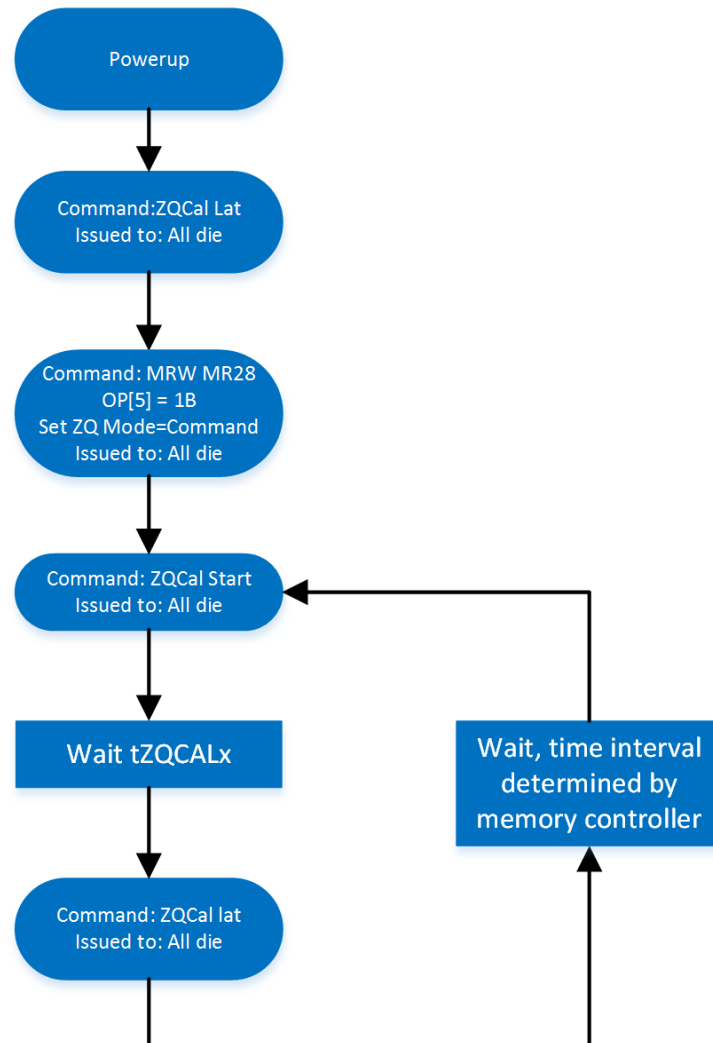 Powerup
Command:ZQCal Lat
Issued to: All die
Command: MRW MR28
OP[5] = 1B
Set ZQ Mode=Command
Issued to: All die
Command: ZQCal Start
Issued to: All die
Wait tZQCALx
Wait, time interval
determined by
memory controller
Command: ZQCal lat
Issued to: All die